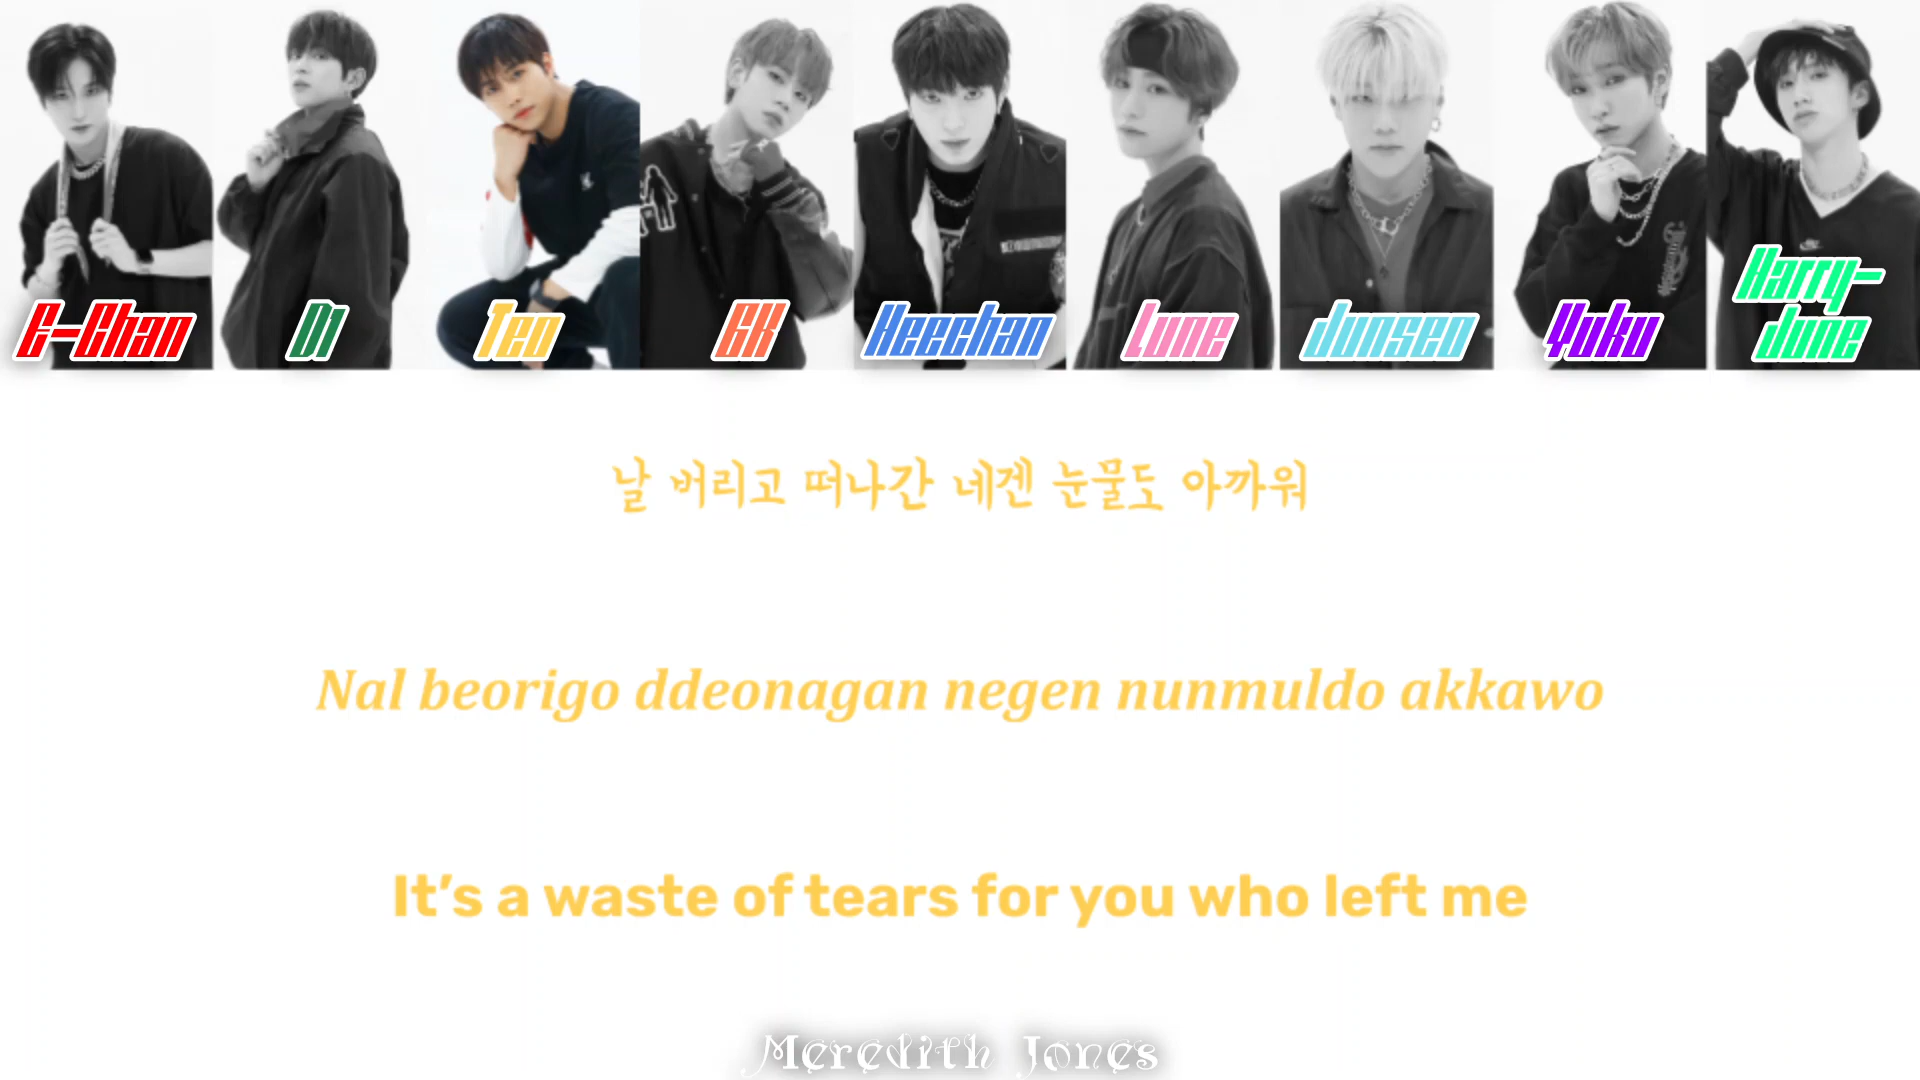 E-Chan
D1
Teo
GK
Heechan
Lune
Junseo
Yuku
Harry-
June
날 버리고 떠나간 네겐 눈물도 아까워
Nal beorigo ddeonagan negen nunmuldo akkawo
It's a waste of tears for you who left me
Meredith Jones